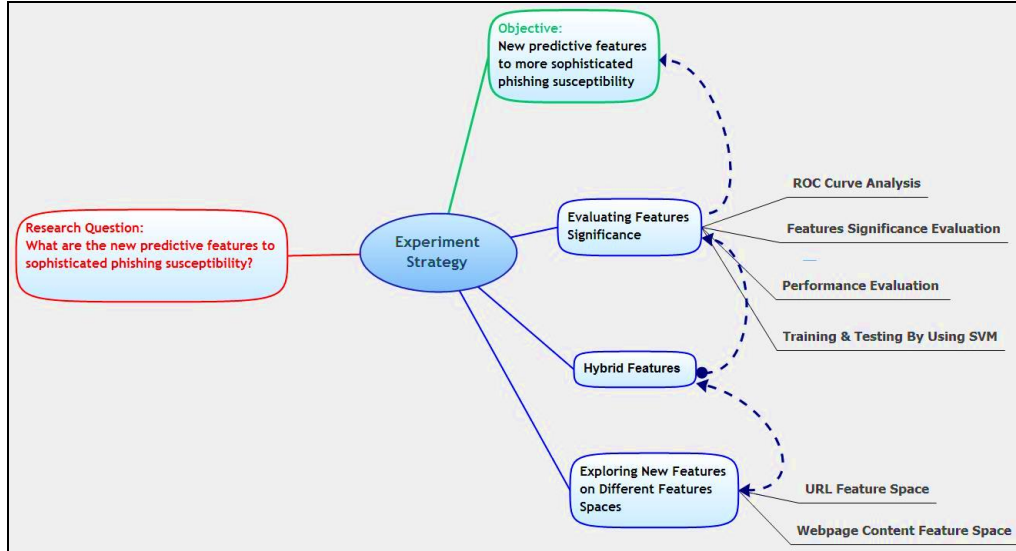 Objective:
New predictive features
to more sophisticated
phishing susceptibility
Research Question:
What are the new predictive features to
sophisticated phishing susceptibility?
Experiment
Strategy
Evaluating Features
Significance
ROC Curve Analysis
Features Significance Evaluation
Performance Evaluation
Training & Testing By Using SVM
Hybrid Features
Exploring New Features
on Different Features
Spaces
URL Feature Space
Webpage Content Feature Space